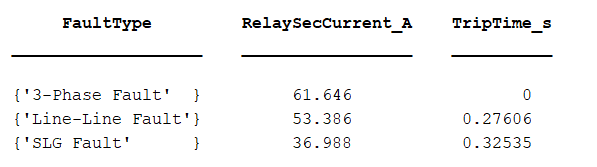 FaultType RelaySecCurrent_A TripTime_s
{'3-Phase Fault' } 61.646 0
{'Line-Line Fault'} 53.386 0.27606
{'SLG Fault' } 36.988 0.32535